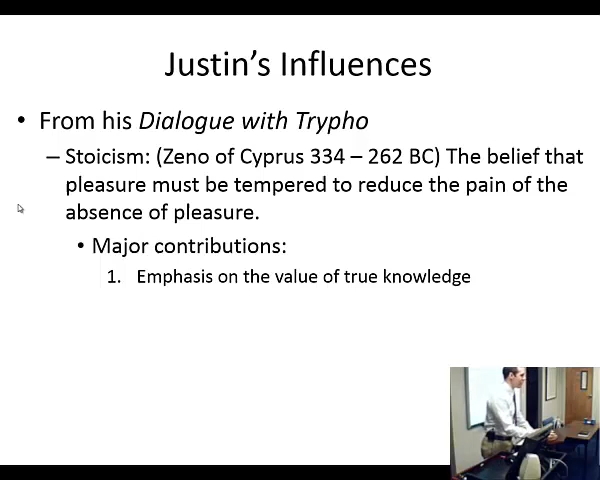 Justin's Influences
• From his Dialogue with Trypho
– Stoicism: (Zeno of Cyprus 334 – 262 BC) The belief that
pleasure must be tempered to reduce the pain of the
absence of pleasure.
• Major contributions:
1. Emphasis on the value of true knowledge